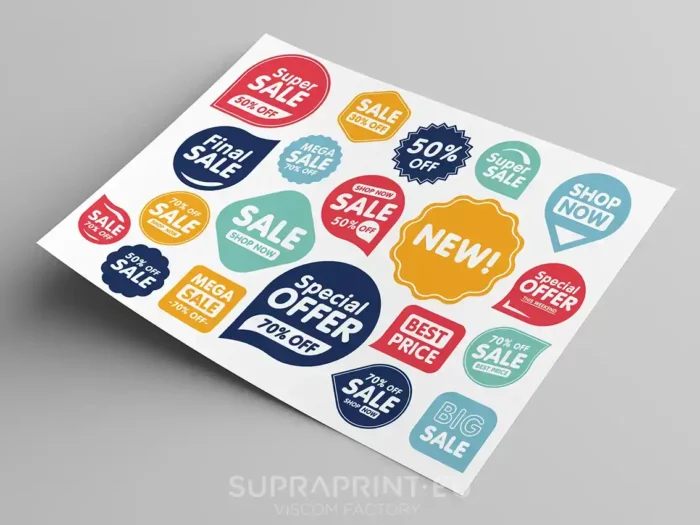 Super
SALE
50% OFF
SALE
30% OFF
50%
OFF
Super
SALE
SHOP
NOW
Final
SALE
MEGA
SALE
70% OFF
SHOP NOW
SALE
50% OFF
NEW!
SALE
70% OFF
70% OFF
SALE
SHOP NOW
SALE
SHOP NOW
Special
OFFER
THIS WEEKEND
50% OFF
SALE
MEGA
SALE
-70% OFF-
Special
OFFER
70% OFF
BEST
PRICE
70% OFF
SALE
BEST PRICE
70% OFF
SALE
SHOP NOW
BIG
SALE
SUPRAPRINT·E
VISCOM FACTORY